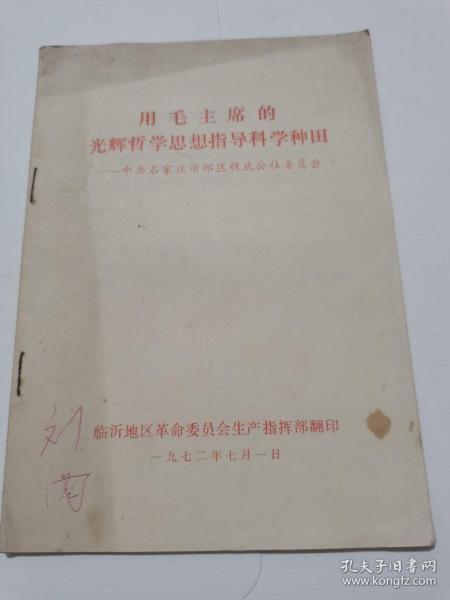 用毛主席的
光辉哲学思想指导科学种田
——中共石家庄市郊区槐底公社委员会
刘
临沂地区革命委员会生产指挥部翻印
一九七二年七月一日
孔夫子旧书网
www.kongfz.com